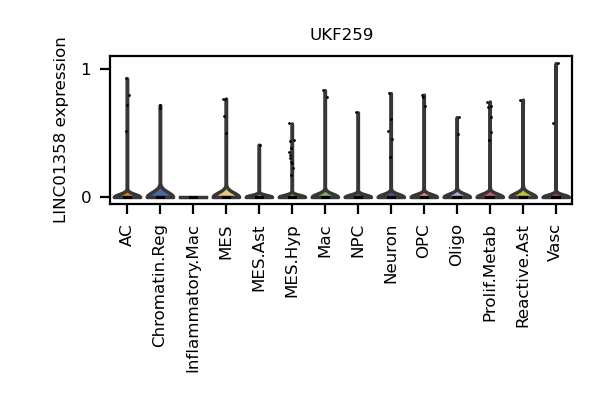 UKF259
LINC01358 expression
1
0
AC
Chromatin.Reg
Inflammatory.Mac
MES
MES.Ast
MES.Hyp
Mac
NPC
Neuron
OPC
Oligo
Prolif.Metab
Reactive.Ast
Vasc